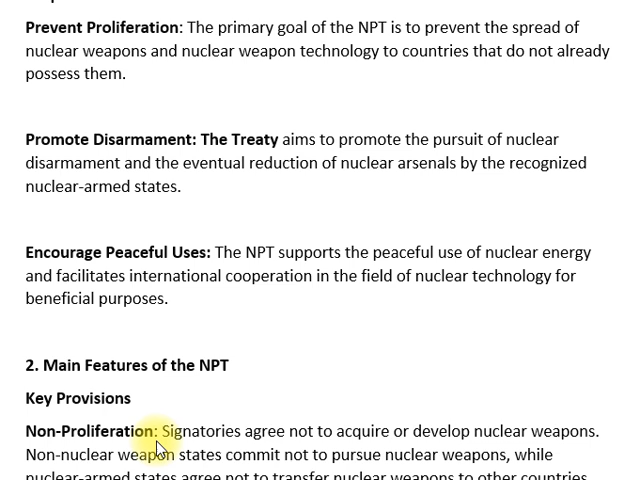 Prevent Proliferation: The primary goal of the NPT is to prevent the spread of
nuclear weapons and nuclear weapon technology to countries that do not already
possess them.
Promote Disarmament: The Treaty aims to promote the pursuit of nuclear
disarmament and the eventual reduction of nuclear arsenals by the recognized
nuclear-armed states.
Encourage Peaceful Uses: The NPT supports the peaceful use of nuclear energy
and facilitates international cooperation in the field of nuclear technology for
beneficial purposes.
2. Main Features of the NPT
Key Provisions
Non-Proliferation: Signatories agree not to acquire or develop nuclear weapons.
Non-nuclear weapon states commit not to pursue nuclear weapons, while
nuclear-armed states agree not to transfer nuclear weapons to other countries